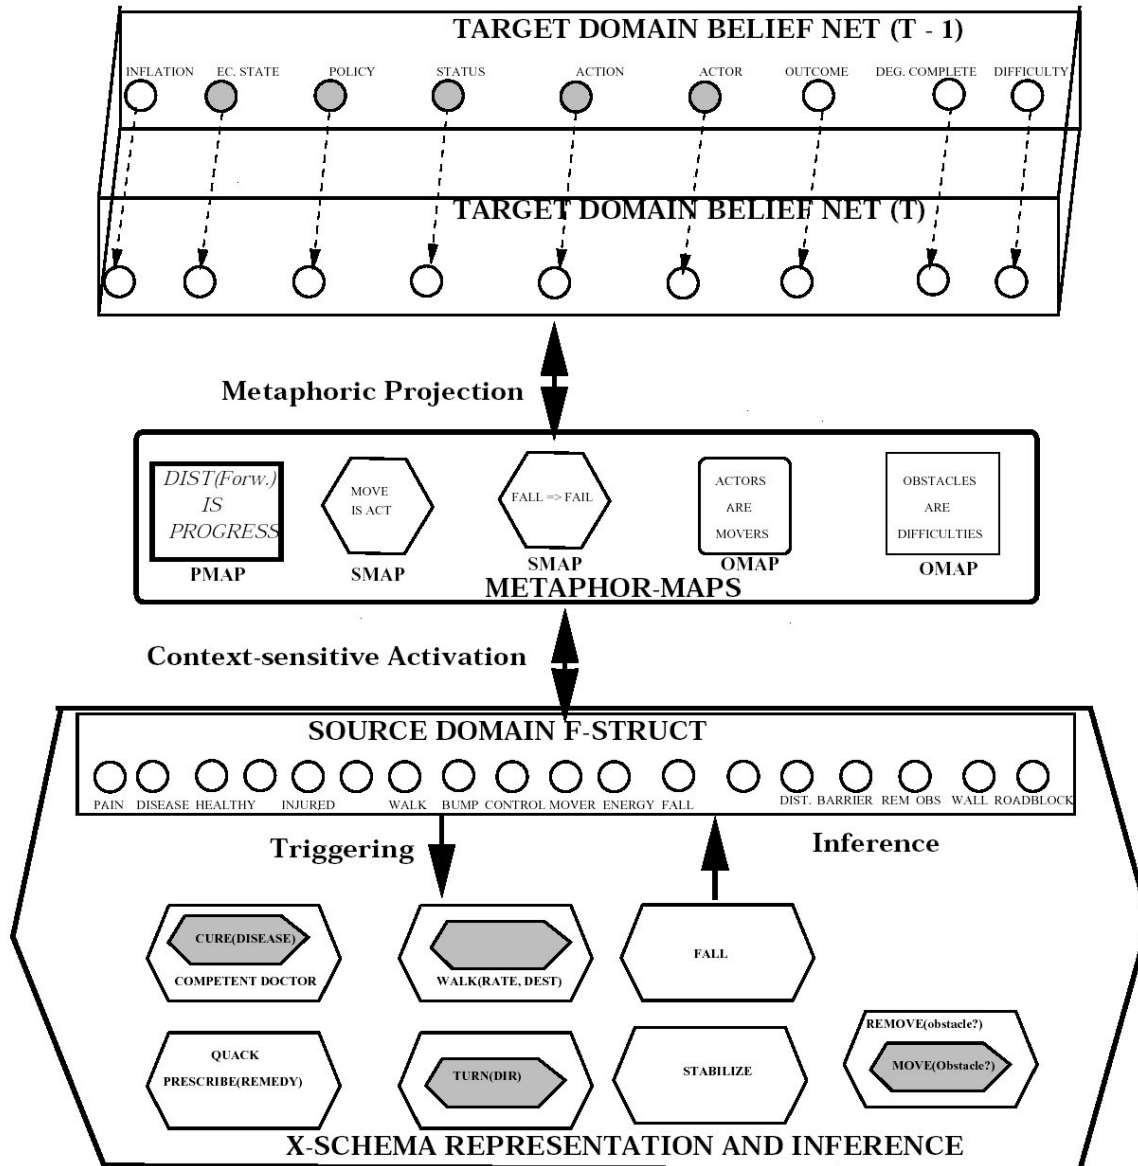 TARGET DOMAIN BELIEF NET (T - 1)
INFLATION EC. STATE POLICY STATUS ACTION ACTOR OUTCOME DEG. COMPLETE DIFFICULTY
TARGET DOMAIN BELIEF NET (T)
Metaphoric Projection
DIST(Forw.)
IS
PROGRESS
PMAP
MOVE
IS ACT
SMAP
FALL => FAIL
SMAP
ACTORS
ARE
MOVERS
OMAP
OBSTACLES
ARE
DIFFICULTIES
OMAP
METAPHOR-MAPS
Context-sensitive Activation
SOURCE DOMAIN F-STRUCT
PAIN DISEASE HEALTHY INJURED WALK BUMP CONTROL MOVER ENERGY FALL DIST. BARRIER REM OBS WALL ROADBLOCK
Triggering
Inference
CURE(DISEASE)
COMPETENT DOCTOR
WALK(RATE, DEST)
FALL
QUACK
PRESCRIBE(REMEDY)
TURN(DIR)
STABILIZE
REMOVE(obstacle?)
MOVE(Obstacle?)
X-SCHEMA REPRESENTATION AND INFERENCE